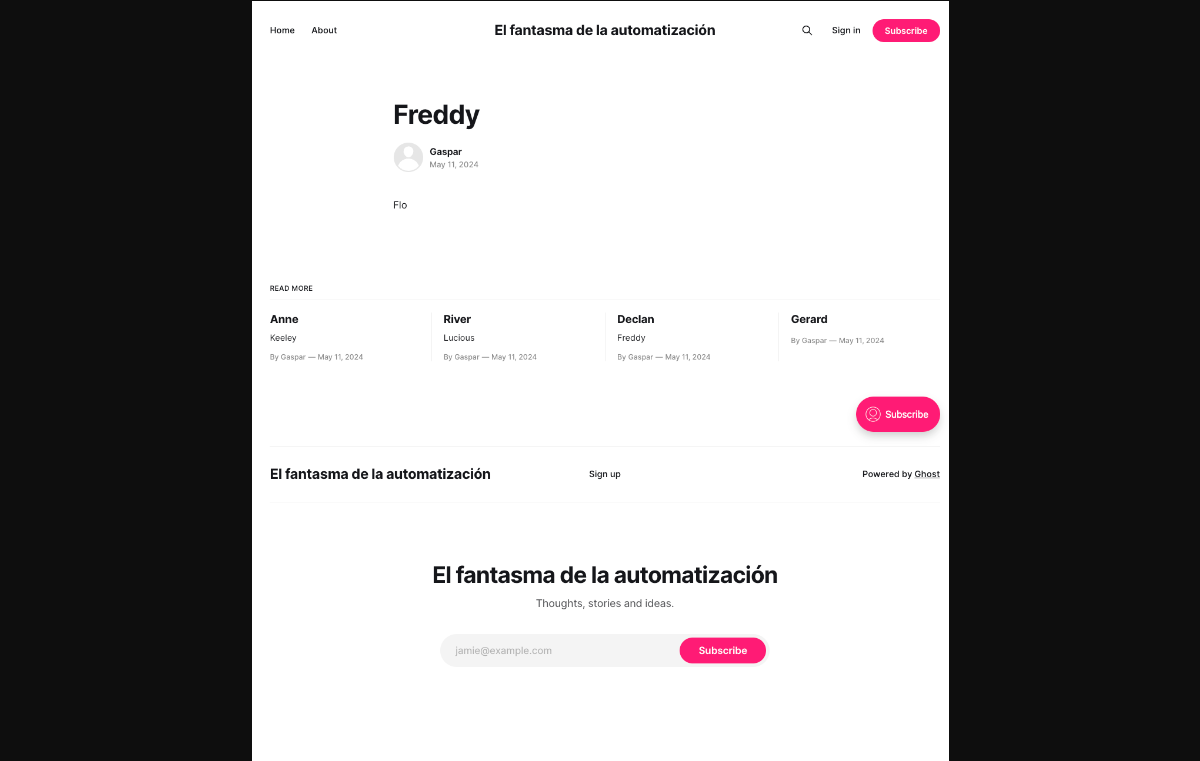 Home About El fantasma de la automatización Sign in Subscribe
Freddy
Gaspar
May 11, 2024
Flo
READ MORE
Anne
Keeley
By Gaspar — May 11, 2024
River
Lucious
By Gaspar — May 11, 2024
Declan
Freddy
By Gaspar — May 11, 2024
Gerard
By Gaspar — May 11, 2024
Subscribe
El fantasma de la automatización Sign up Powered by Ghost
El fantasma de la automatización
Thoughts, stories and ideas.
jamie@example.com Subscribe